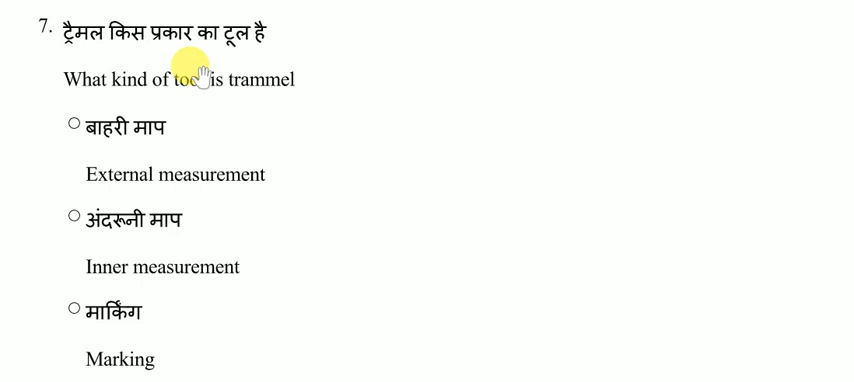 7. ट्रैमल किस प्रकार का टूल है
What kind of is trammel
बाहरी माप
External measurement
अंदरूनी माप
Inner measurement
मार्किंग
Marking